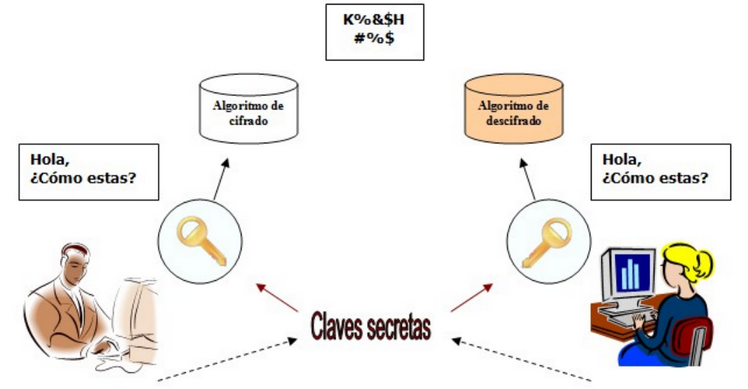 K%&$H
#%$
Algoritmo de
cifrado
Algoritmo de
descifrado
Hola,
¿Cómo estas?
Hola,
¿Cómo estas?
Claves secretas